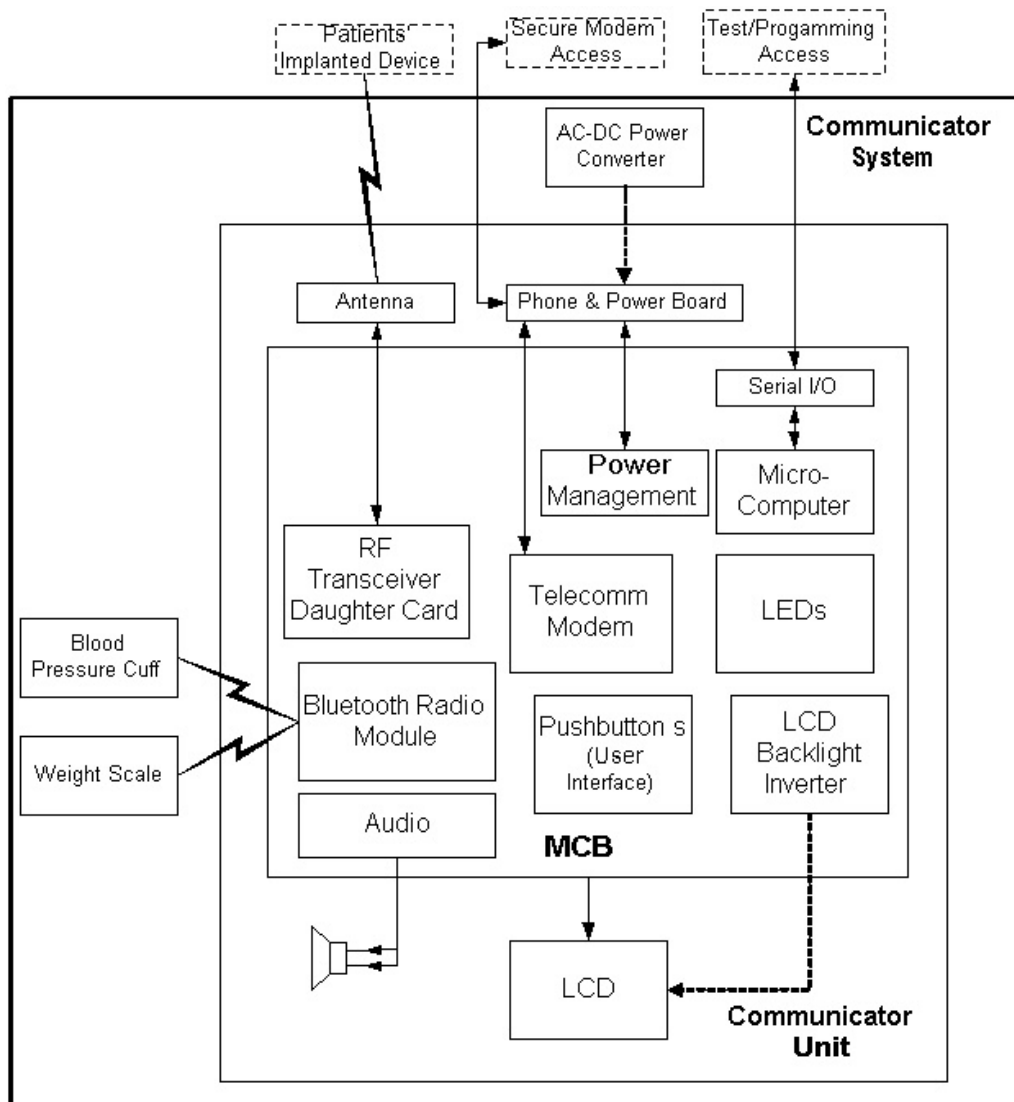 Patients'
Implanted Device
Secure Modem
Access
Test/Progamming
Access
Communicator
System
AC-DC Power
Converter
Antenna
Phone & Power Board
Serial I/O
Power
Management
Micro-
Computer
RF
Transceiver
Daughter Card
Telecomm
Modem
LEDs
Blood
Pressure Cuff
Weight Scale
Bluetooth Radio
Module
Pushbutton s
(User
Interface)
LCD
Backlight
Inverter
Audio
MCB
LCD
Communicator
Unit